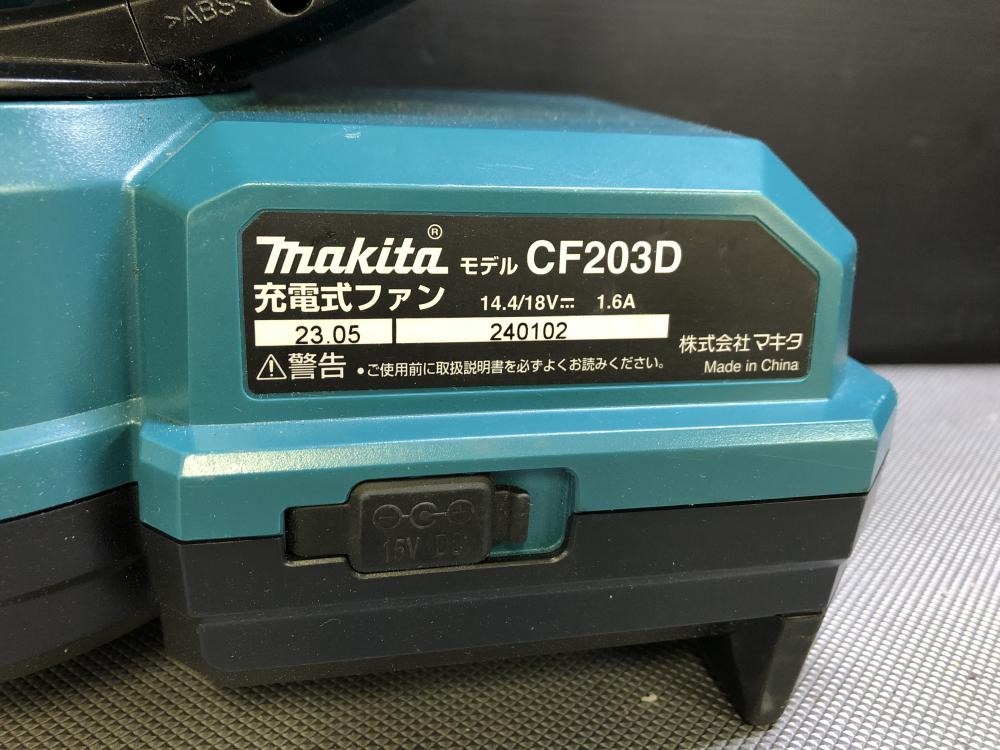 >ABS<
makita® モデル CF203D
充電式ファン 14.4/18V⎓ 1.6A
23.05 240102
株式会社マキタ
⚠警告 •ご使用前に取扱説明書を必ずよくお読みください。
Made in China
15V DC